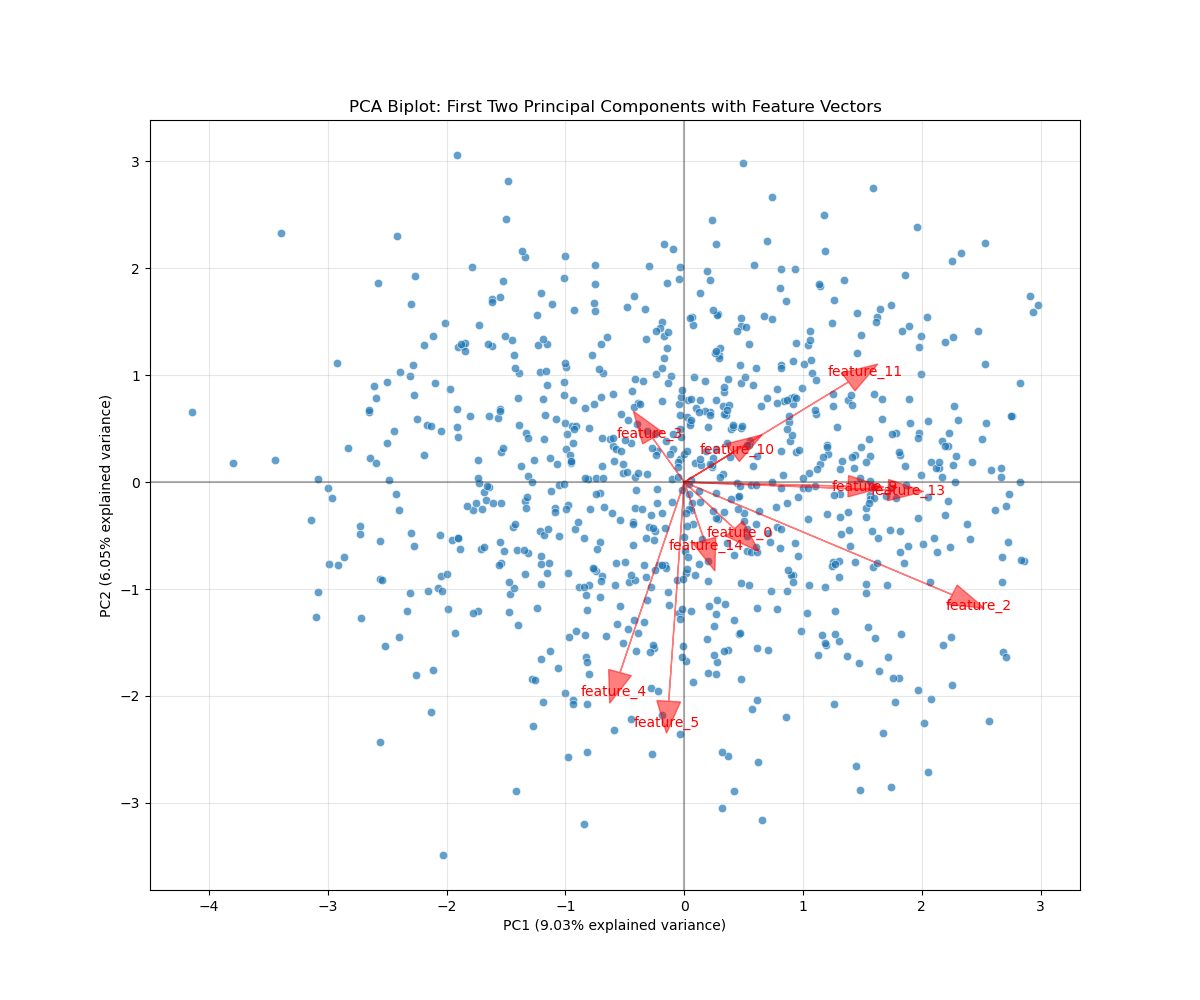 PCA Biplot: First Two Principal Components with Feature Vectors
PC2 (6.05% explained variance)
3
2
1
0
−1
−2
−3
feature_11
feature_3
feature_10
feature_13
feature_0
feature_14
feature_2
feature_4
feature_5
−4 −3 −2 −1 0 1 2 3
PC1 (9.03% explained variance)